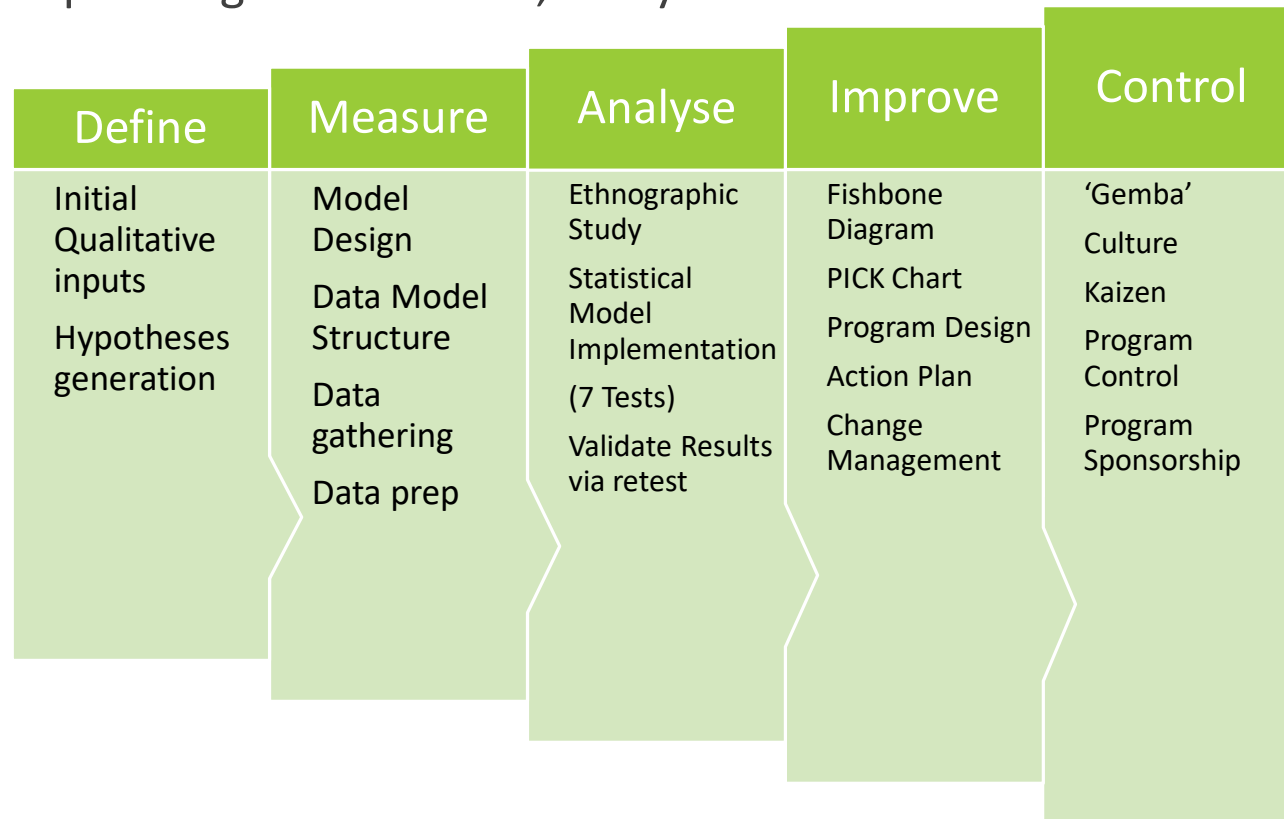 Define
Initial
Qualitative
inputs
Hypotheses
generation
Measure
Model
Design
Data Model
Structure
Data
gathering
Data prep
Analyse
Ethnographic
Study
Statistical
Model
Implementation
(7 Tests)
Validate Results
via retest
Improve
Fishbone
Diagram
PICK Chart
Program Design
Action Plan
Change
Management
Control
‘Gemba’
Culture
Kaizen
Program
Control
Program
Sponsorship